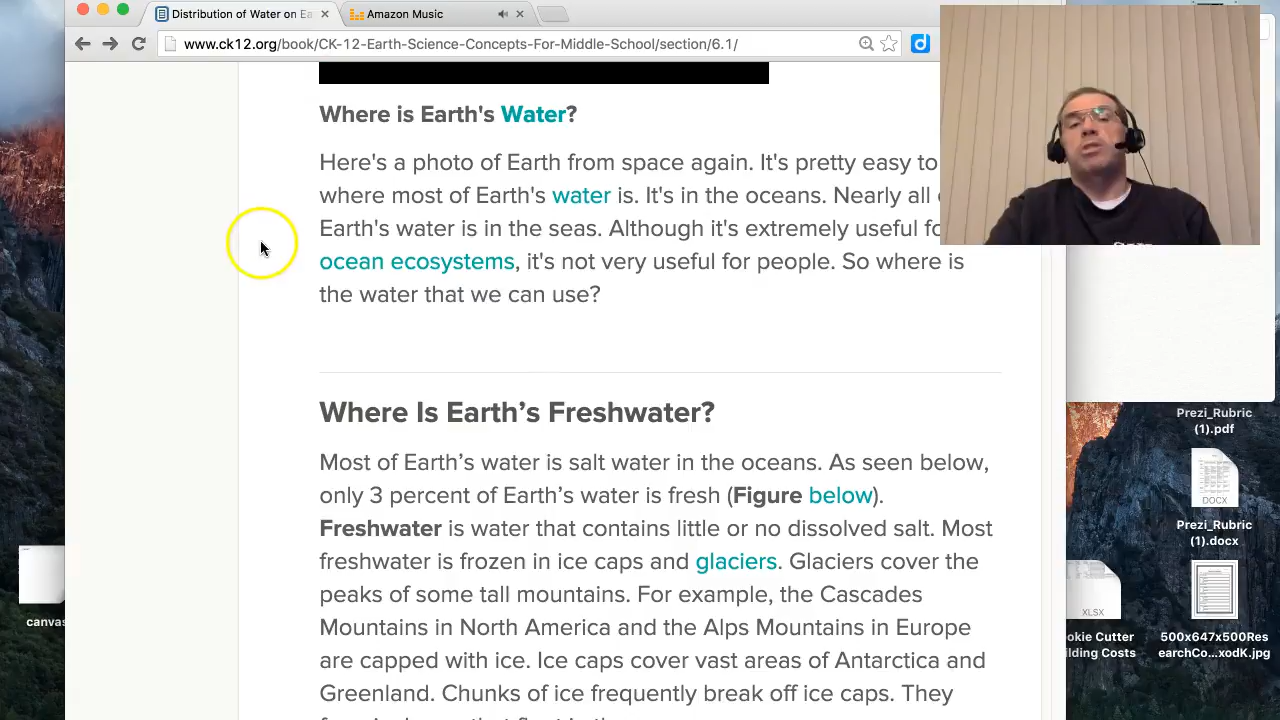 Distribution of Water on Ea
Amazon Music
www.ck12.org/book/CK-12-Earth-Science-Concepts-For-Middle-School/section/6.1/
Where is Earth's Water?
Here's a photo of Earth from space again. It's pretty easy to
where most of Earth's water is. It's in the oceans. Nearly all
Earth's water is in the seas. Although it's extremely useful fo
ocean ecosystems, it's not very useful for people. So where is
the water that we can use?
Where Is Earth’s Freshwater?
Most of Earth’s water is salt water in the oceans. As seen below,
only 3 percent of Earth’s water is fresh (Figure below).
Freshwater is water that contains little or no dissolved salt. Most
freshwater is frozen in ice caps and glaciers. Glaciers cover the
peaks of some tall mountains. For example, the Cascades
Mountains in North America and the Alps Mountains in Europe
are capped with ice. Ice caps cover vast areas of Antarctica and
Greenland. Chunks of ice frequently break off ice caps. They
Prezi_Rubric
(1).pdf
DOCX
Prezi_Rubric
(1).docx
XLSX
ookie Cutter
ilding Costs
500x647x500Res
earchCo...xodK.jpg
canvas